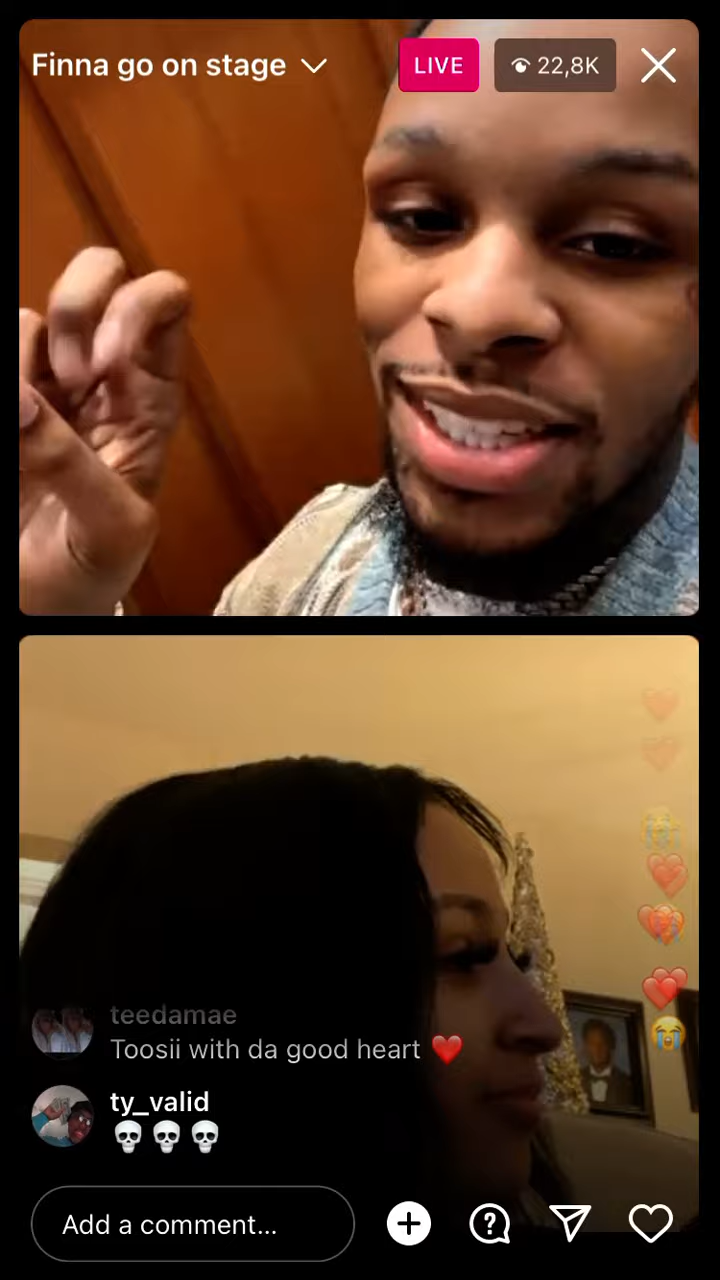 Finna go on stage
LIVE
22,8K
teedamae
Toosii with da good heart ❤️
ty_valid
💀💀💀
Add a comment...